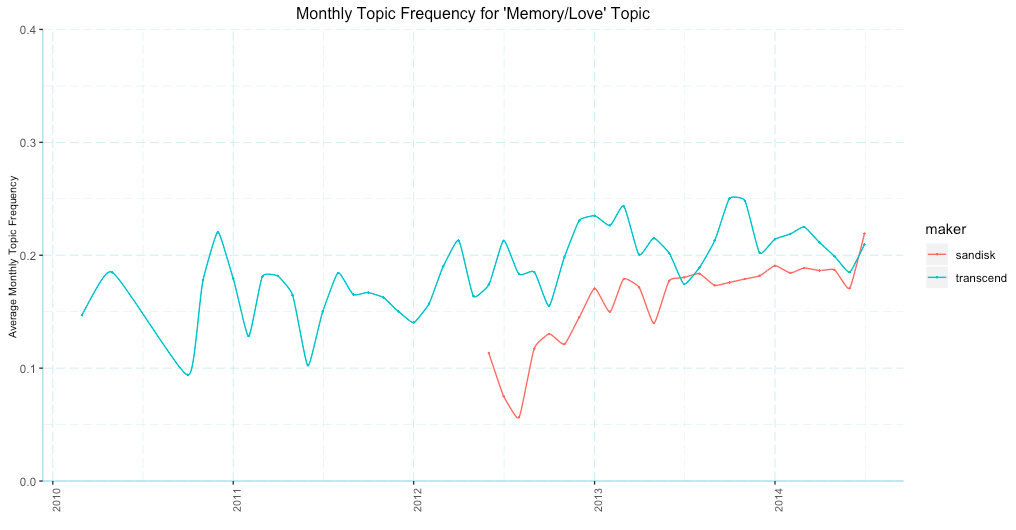 Monthly Topic Frequency for 'Memory/Love' Topic
Average Monthly Topic Frequency
0.4
0.3
0.2
0.1
0.0
2010
2011
2012
2013
2014
maker
sandisk
transcend